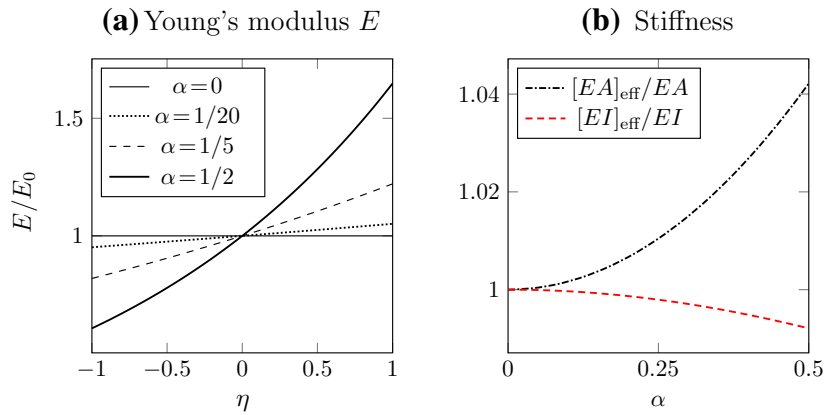 (a) Young's modulus E
α=0
α=1/20
α=1/5
α=1/2
1.5
1
E/E₀
−1
−0.5
0
0.5
1
η
(b) Stiffness
[EA]eff/EA
[EI]eff/EI
1.04
1.02
1
0
0.25
0.5
α